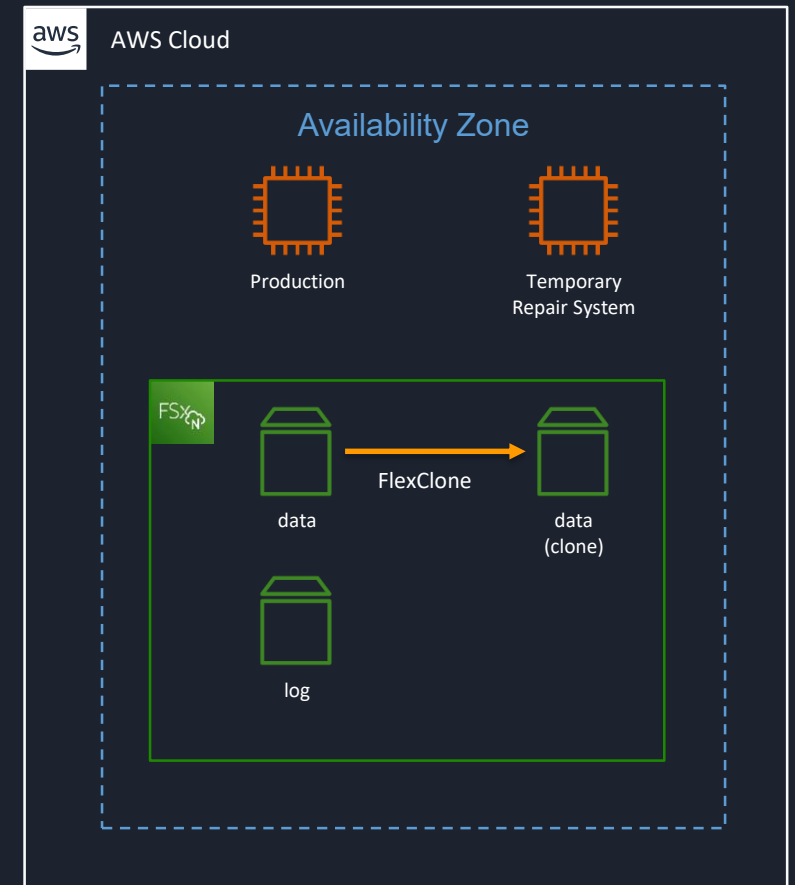 aws
AWS Cloud
Availability Zone
Production
Temporary
Repair System
FSx
N
FlexClone
data
data
(clone)
log